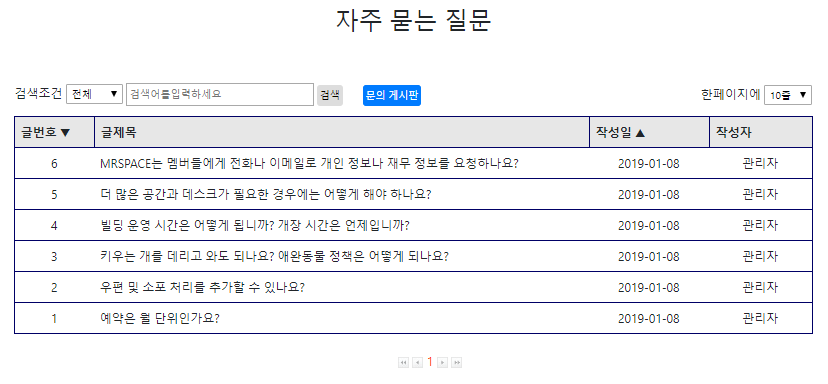 자주 묻는 질문
검색조건 전체 ▼ 검색어를입력하세요 검색 문의 게시판 한페이지에 10줄 ▼
글번호 ▼ 글제목 작성일 ▲ 작성자
6 MRSPACE는 멤버들에게 전화나 이메일로 개인 정보나 재무 정보를 요청하나요? 2019-01-08 관리자
5 더 많은 공간과 데스크가 필요한 경우에는 어떻게 해야 하나요? 2019-01-08 관리자
4 빌딩 운영 시간은 어떻게 됩니까? 개장 시간은 언제입니까? 2019-01-08 관리자
3 키우는 개를 데리고 와도 되나요? 애완동물 정책은 어떻게 되나요? 2019-01-08 관리자
2 우편 및 소포 처리를 추가할 수 있나요? 2019-01-08 관리자
1 예약은 월 단위인가요? 2019-01-08 관리자
1